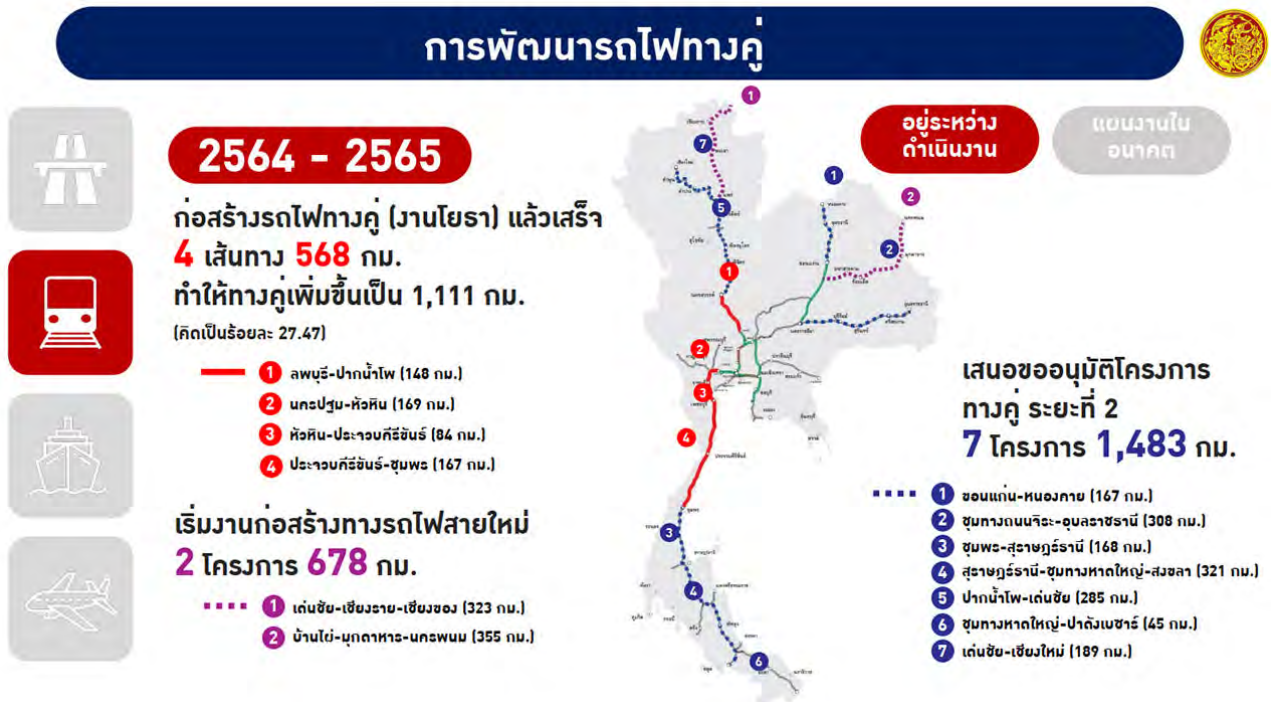 การพัฒนารถไฟทางคู่
2564 - 2565
ก่อสร้างรถไฟทางคู่ (งานโยธา) แล้วเสร็จ
4 เส้นทาง 568 กม.
ทำให้ทางคู่เพิ่มขึ้นเป็น 1,111 กม.
(คิดเป็นร้อยละ 27.47)
1 ลพบุรี-ปากน้ำโพ (148 กม.)
2 นครปฐม-หัวหิน (169 กม.)
3 หัวหิน-ประจวบคีรีขันธ์ (84 กม.)
4 ประจวบคีรีขันธ์-ชุมพร (167 กม.)
เริ่มงานก่อสร้างทางรถไฟสายใหม่
2 โครงการ 678 กม.
1 เด่นชัย-เชียงราย-เชียงของ (323 กม.)
2 บ้านไผ่-มุกดาหาร-นครพนม (355 กม.)
1
7
5
1
1
2
2
2
3
4
3
4
6
อยู่ระหว่าง
ดำเนินงาน
แผนงานใน
อนาคต
เสนอขออนุมัติโครงการ
ทางคู่ ระยะที่ 2
7 โครงการ 1,483 กม.
1 ขอนแก่น-หนองคาย (167 กม.)
2 ชุมทางถนนจิระ-อุบลราชธานี (308 กม.)
3 ชุมพร-สุราษฎร์ธานี (168 กม.)
4 สุราษฎร์ธานี-ชุมทางหาดใหญ่-สงขลา (321 กม.)
5 ปากน้ำโพ-เด่นชัย (285 กม.)
6 ชุมทางหาดใหญ่-ปาดังเบซาร์ (45 กม.)
7 เด่นชัย-เชียงใหม่ (189 กม.)